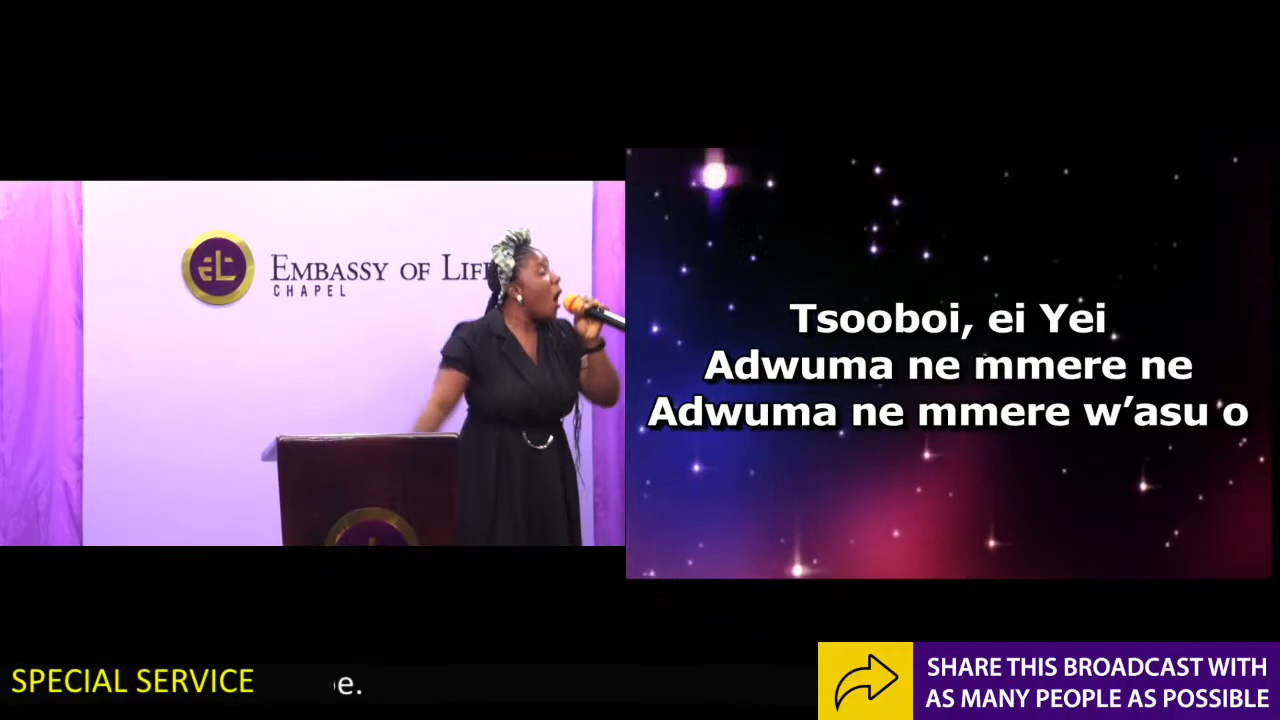 EMBASSY OF LIF
CHAPEL
Tsooboi, ei Yei
Adwuma ne mmere ne
Adwuma ne mmere w’asu o
SPECIAL SERVICE
e.
SHARE THIS BROADCAST WITH
AS MANY PEOPLE AS POSSIBLE